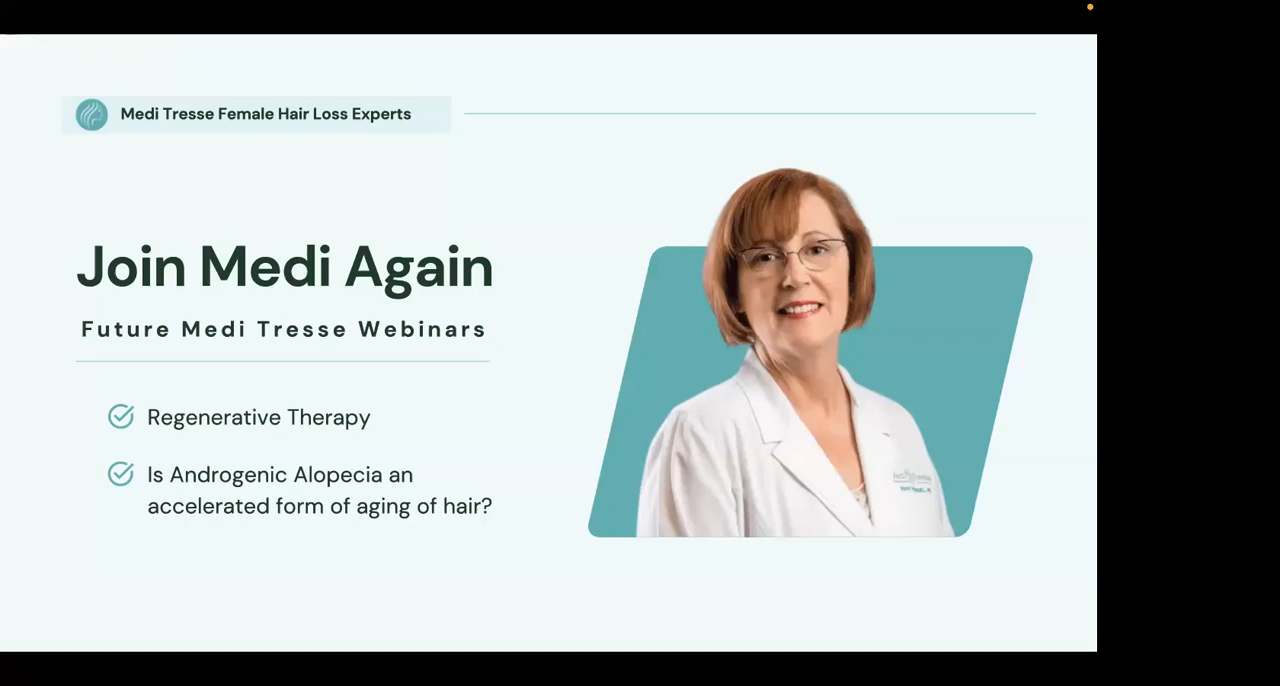 Medi Tresse Female Hair Loss Experts
Join Medi Again
Future Medi Tresse Webinars
Regenerative Therapy
Is Androgenic Alopecia an
accelerated form of aging of hair?